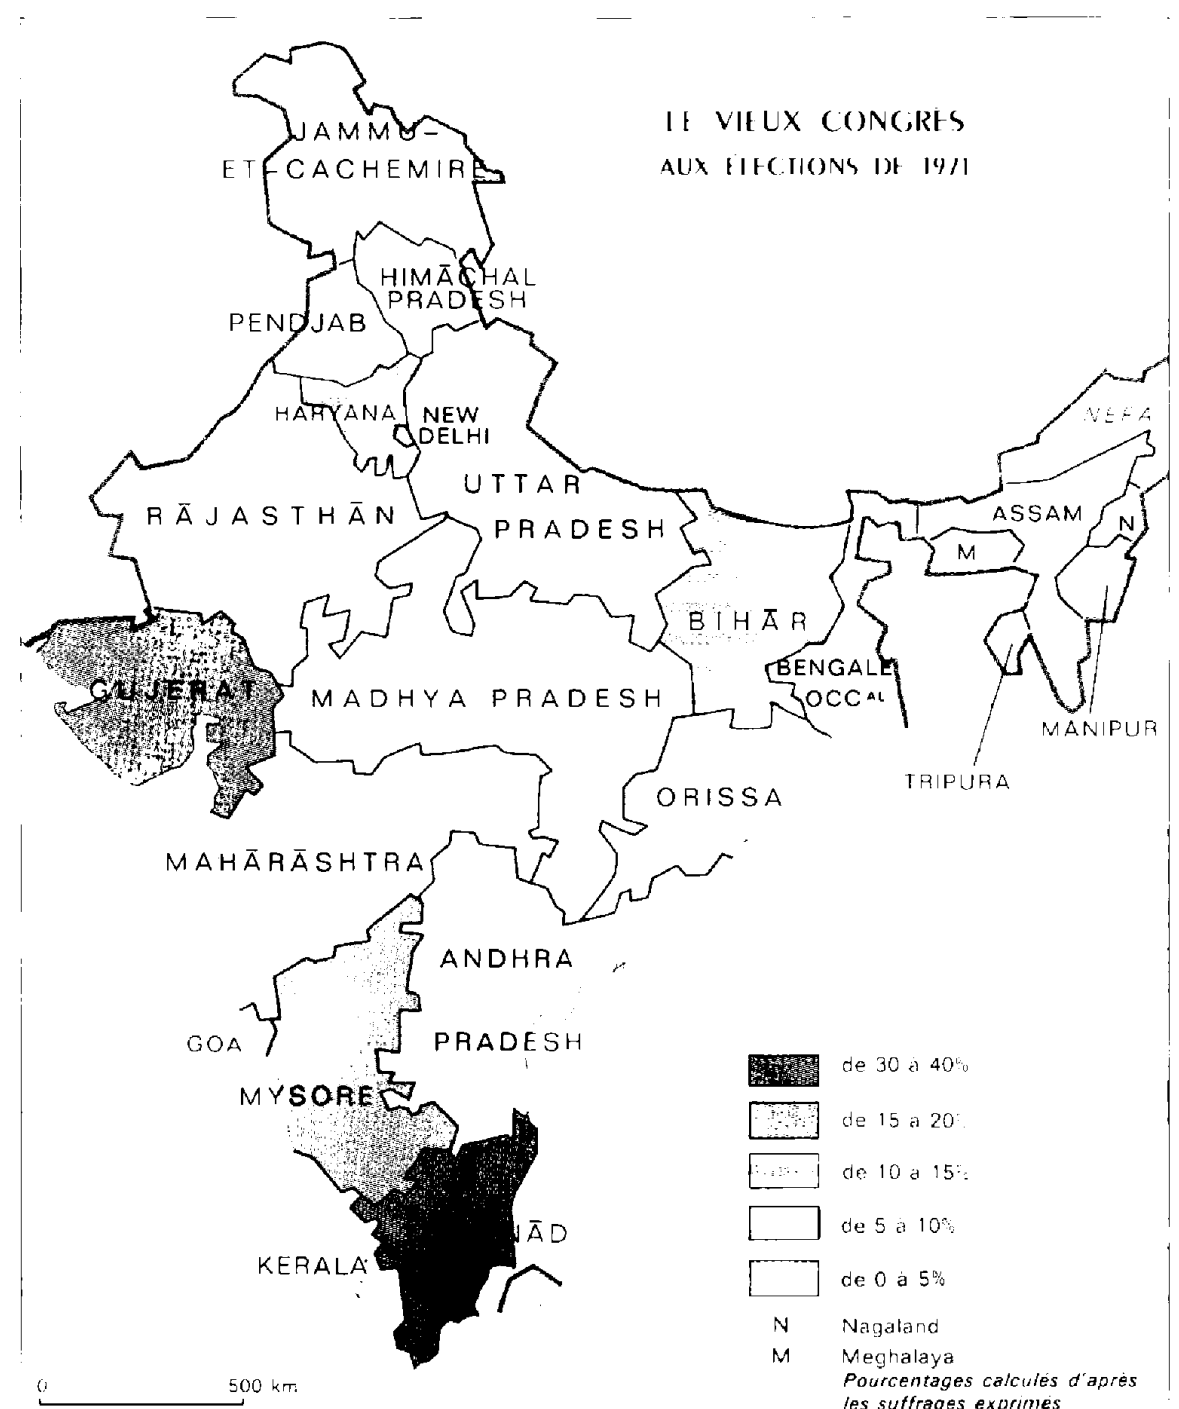 LE VIEUX CONGRÈS
AUX ÉLECTIONS DE 1971
JAMMU-
ET-CACHEMIRE
HIMĀCHAL
PRADESH
PENDJAB
HARYANA
NEW
DELHI
NEFA
UTTAR
PRADESH
RĀJASTHĀN
ASSAM
N
M
BIHĀR
GUJERAT
MADHYA PRADESH
BENGALE
OCCAL
MANIPUR
TRIPURA
ORISSA
MAHĀRĀSHTRA
ANDHRA
PRADESH
GOA
MYSORE
NĀD
KERALA
de 30 à 40%
de 15 a 20%
de 10 a 15%
de 5 à 10%
de 0 à 5%
N Nagaland
M Meghalaya
Pourcentages calculés d'après
les suffrages exprimés
0 500 km